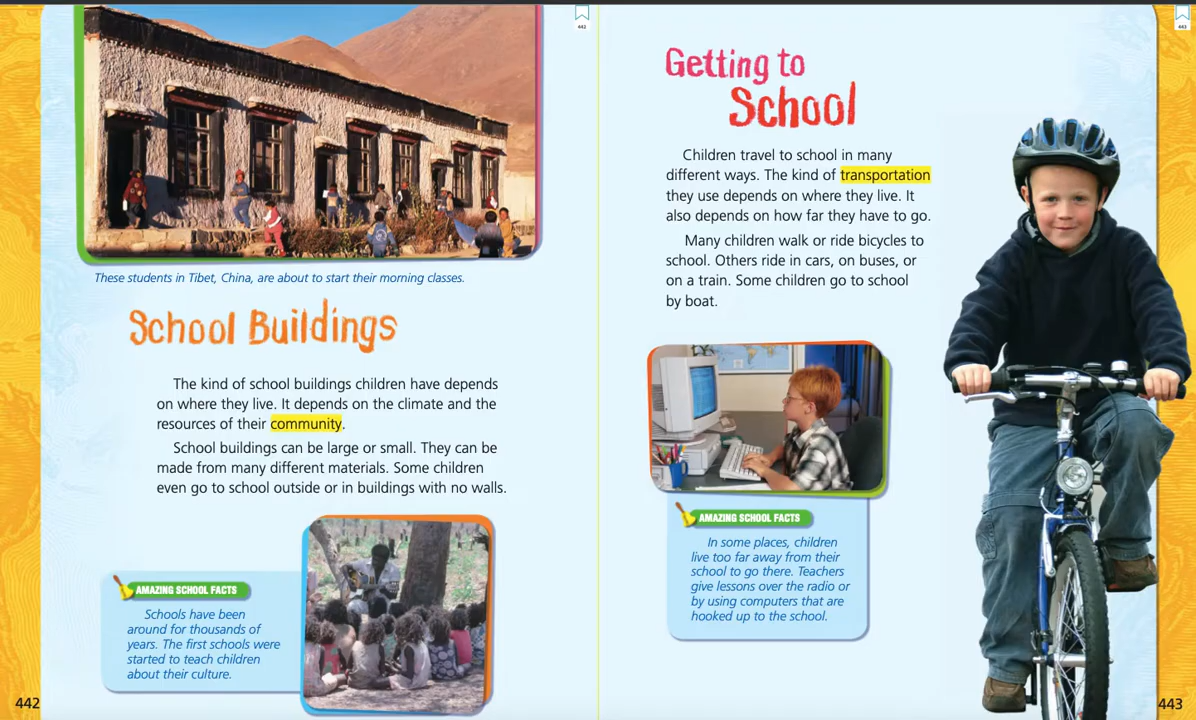 442
These students in Tibet, China, are about to start their morning classes.
School Buildings
The kind of school buildings children have depends
on where they live. It depends on the climate and the
resources of their community.
School buildings can be large or small. They can be
made from many different materials. Some children
even go to school outside or in buildings with no walls.
AMAZING SCHOOL FACTS
Schools have been
around for thousands of
years. The first schools were
started to teach children
about their culture.
442
443
Getting to
School
Children travel to school in many
different ways. The kind of transportation
they use depends on where they live. It
also depends on how far they have to go.
Many children walk or ride bicycles to
school. Others ride in cars, on buses, or
on a train. Some children go to school
by boat.
AMAZING SCHOOL FACTS
In some places, children
live too far away from their
school to go there. Teachers
give lessons over the radio or
by using computers that are
hooked up to the school.
443